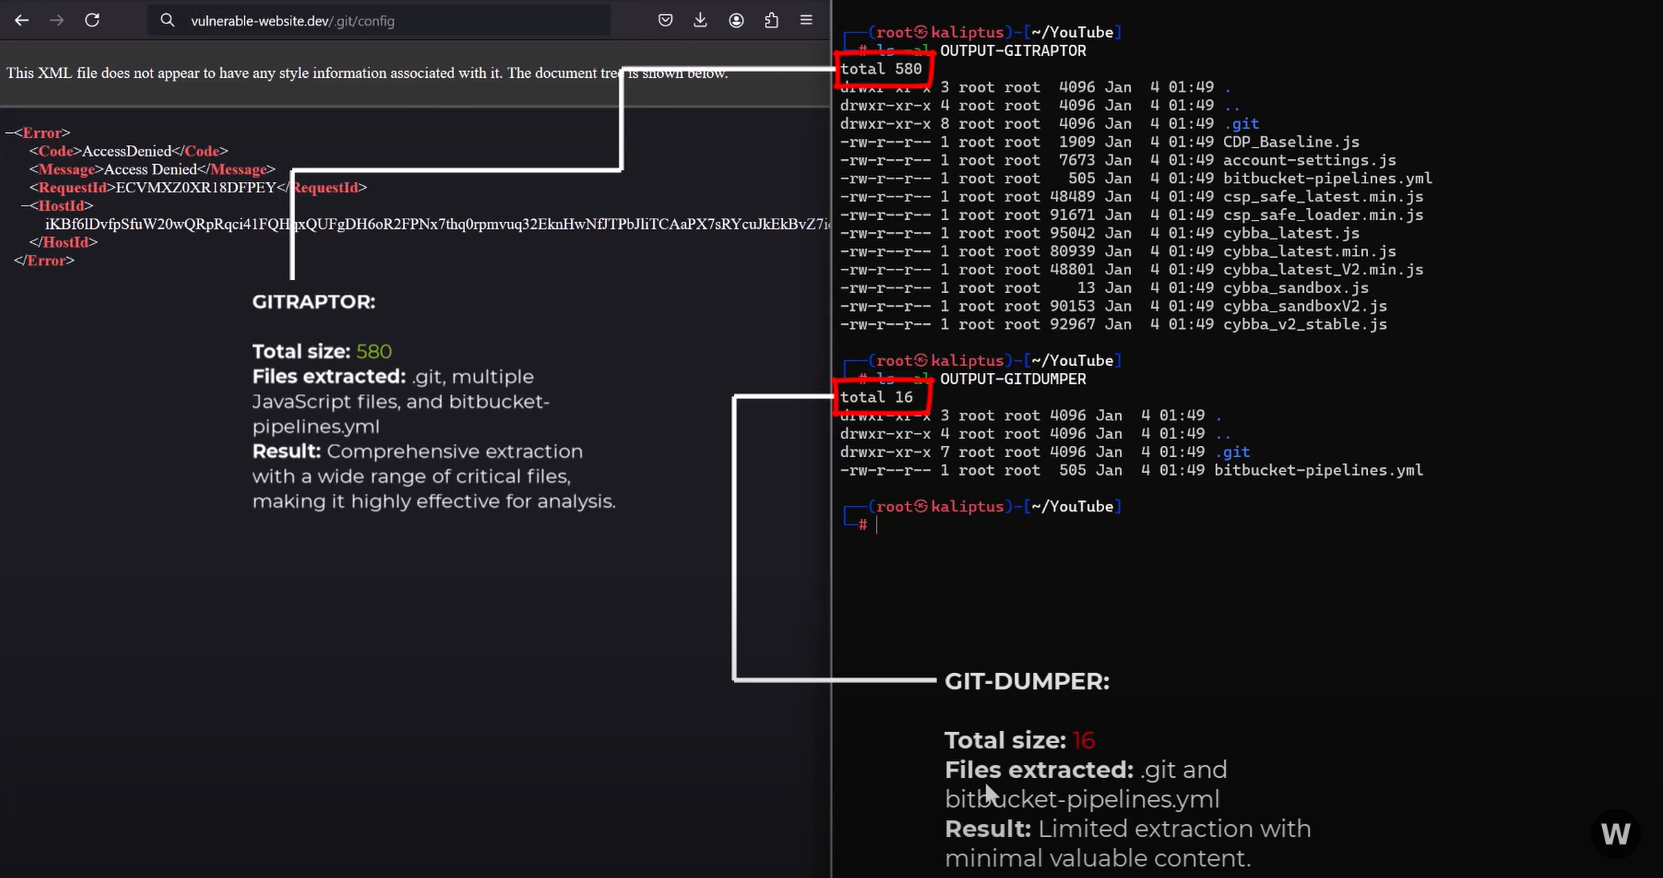 vulnerable-website.dev/.git/config
This XML file does not appear to have any style information associated with it. The document tree is shown below.
−<Error>
<Code>AccessDenied</Code>
<Message>Access Denied</Message>
<RequestId>ECVMXZ0XR18DFPEY</RequestId>
−<HostId>
</HostId>
</Error>
GITRAPTOR:
Total size: 580
Files extracted: .git, multiple
JavaScript files, and bitbucket-
pipelines.yml
Result: Comprehensive extraction
with a wide range of critical files,
making it highly effective for analysis.
(root㉿kaliptus)-[~/YouTube]
# ls -al OUTPUT-GITRAPTOR
total 580
drwxr-xr-x 3 root root 4096 Jan 4 01:49 .
drwxr-xr-x 4 root root 4096 Jan 4 01:49 ..
drwxr-xr-x 8 root root 4096 Jan 4 01:49 .git
-rw-r--r-- 1 root root 1909 Jan 4 01:49 CDP_Baseline.js
-rw-r--r-- 1 root root 7673 Jan 4 01:49 account-settings.js
-rw-r--r-- 1 root root 505 Jan 4 01:49 bitbucket-pipelines.yml
-rw-r--r-- 1 root root 48489 Jan 4 01:49 csp_safe_latest.min.js
-rw-r--r-- 1 root root 91671 Jan 4 01:49 csp_safe_loader.min.js
-rw-r--r-- 1 root root 95042 Jan 4 01:49 cybba_latest.js
-rw-r--r-- 1 root root 80939 Jan 4 01:49 cybba_latest.min.js
-rw-r--r-- 1 root root 48801 Jan 4 01:49 cybba_latest_V2.min.js
-rw-r--r-- 1 root root 13 Jan 4 01:49 cybba_sandbox.js
-rw-r--r-- 1 root root 90153 Jan 4 01:49 cybba_sandboxV2.js
-rw-r--r-- 1 root root 92967 Jan 4 01:49 cybba_v2_stable.js
(root㉿kaliptus)-[~/YouTube]
# ls -al OUTPUT-GITDUMPER
total 16
drwxr-xr-x 3 root root 4096 Jan 4 01:49 .
drwxr-xr-x 4 root root 4096 Jan 4 01:49 ..
drwxr-xr-x 7 root root 4096 Jan 4 01:49 .git
-rw-r--r-- 1 root root 505 Jan 4 01:49 bitbucket-pipelines.yml
(root㉿kaliptus)-[~/YouTube]
#
GIT-DUMPER:
Total size: 16
Files extracted: .git and
bitbucket-pipelines.yml
Result: Limited extraction with
minimal valuable content.
W